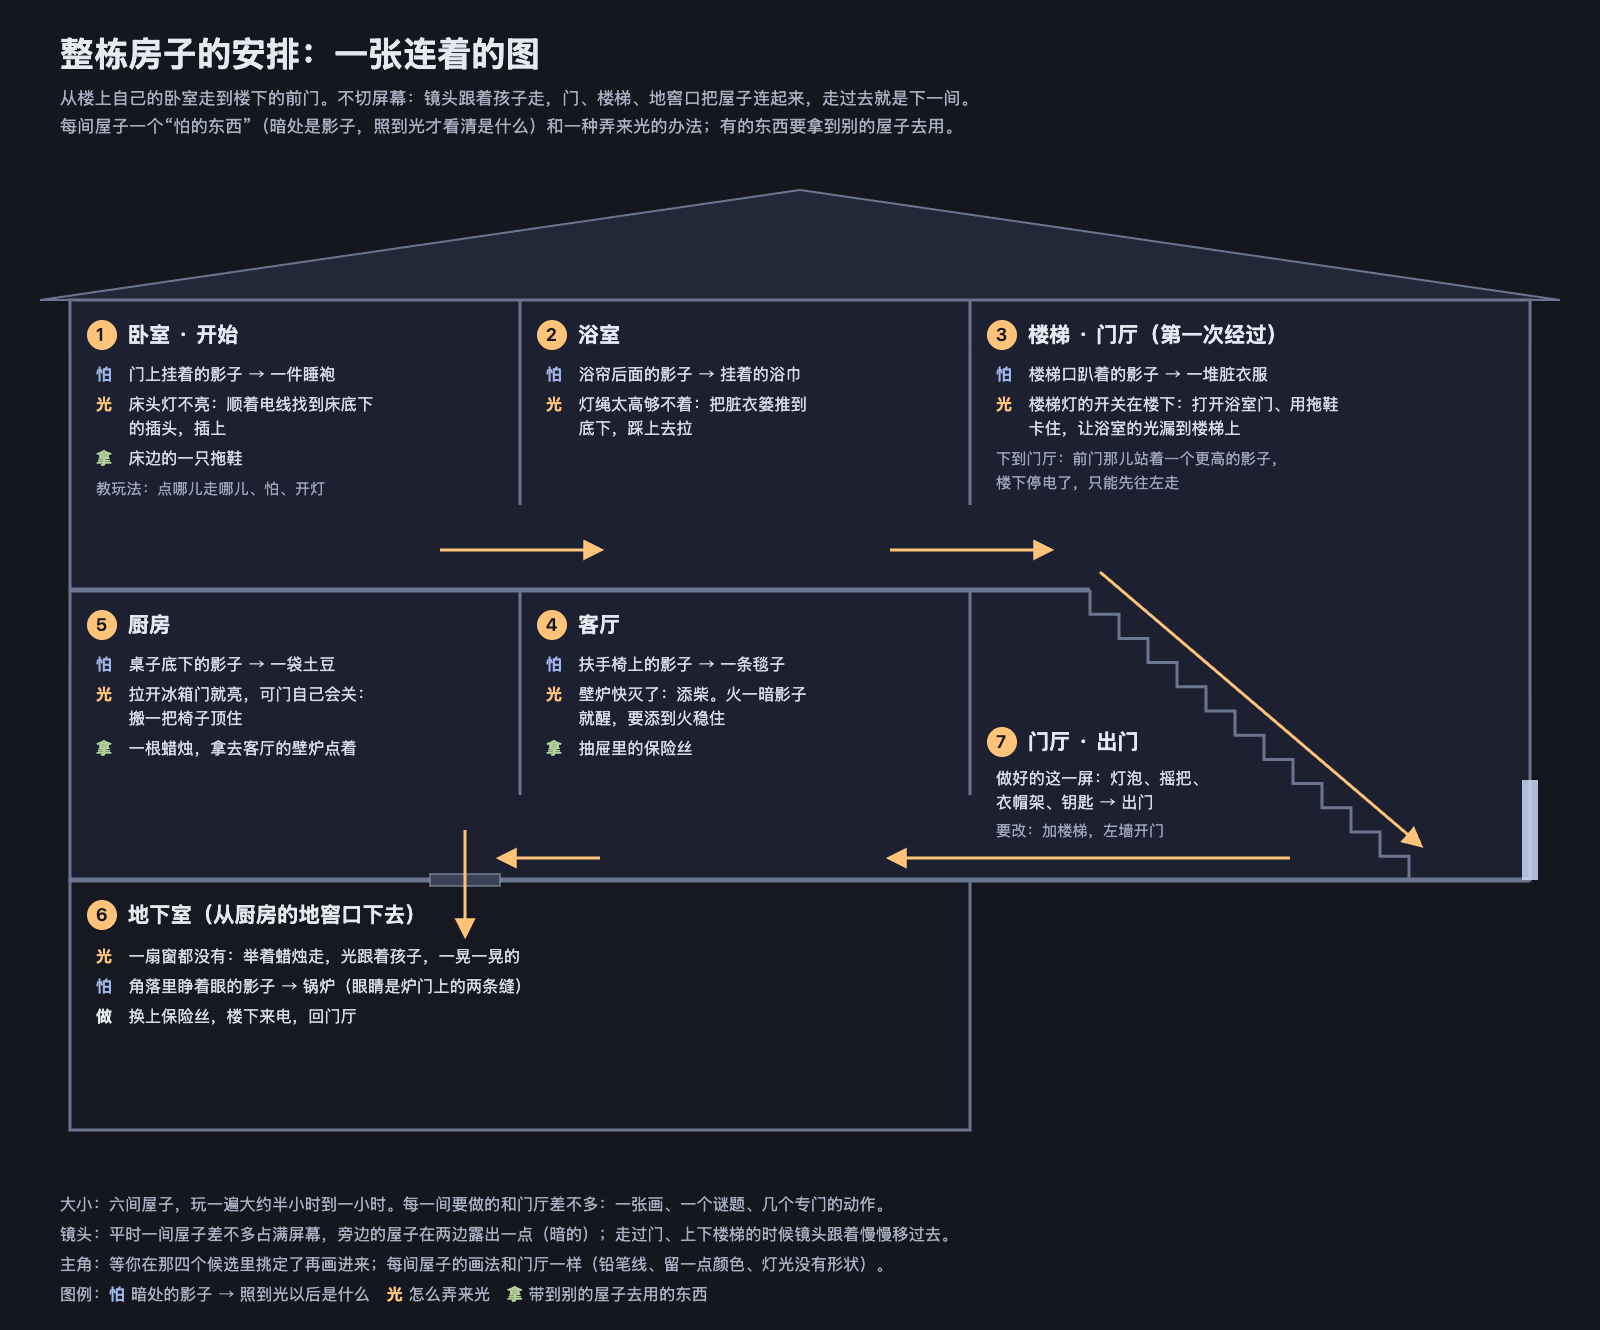 整栋房子的安排：一张连着的图
从楼上自己的卧室走到楼下的前门。不切屏幕：镜头跟着孩子走，门、楼梯、地窖口把屋子连起来，走过去就是下一间。
每间屋子一个“怕的东西”（暗处是影子，照到光才看清是什么）和一种弄来光的办法；有的东西要拿到别的屋子去用。
1 卧室 · 开始
怕 门上挂着的影子 → 一件睡袍
光 床头灯不亮：顺着电线找到床底下
的插头，插上
拿 床边的一只拖鞋
教玩法：点哪儿走哪儿、怕、开灯
2 浴室
怕 浴帘后面的影子 → 挂着的浴巾
光 灯绳太高够不着：把脏衣篓推到
底下，踩上去拉
3 楼梯 · 门厅（第一次经过）
怕 楼梯口趴着的影子 → 一堆脏衣服
光 楼梯灯的开关在楼下：打开浴室门、用拖鞋
卡住，让浴室的光漏到楼梯上
下到门厅：前门那儿站着一个更高的影子，
楼下停电了，只能先往左走
5 厨房
怕 桌子底下的影子 → 一袋土豆
光 拉开冰箱门就亮，可门自己会关：
搬一把椅子顶住
拿 一根蜡烛，拿去客厅的壁炉点着
4 客厅
怕 扶手椅上的影子 → 一条毯子
光 壁炉快灭了：添柴。火一暗影子
就醒，要添到火稳住
拿 抽屉里的保险丝
7 门厅 · 出门
做好的这一屏：灯泡、摇把、
衣帽架、钥匙 → 出门
要改：加楼梯，左墙开门
6 地下室（从厨房的地窖口下去）
光 一扇窗都没有：举着蜡烛走，光跟着孩子，一晃一晃的
怕 角落里睁着眼的影子 → 锅炉（眼睛是炉门上的两条缝）
做 换上保险丝，楼下来电，回门厅
大小：六间屋子，玩一遍大约半小时到一小时。每一间要做的和门厅差不多：一张画、一个谜题、几个专门的动作。
镜头：平时一间屋子差不多占满屏幕，旁边的屋子在两边露出一点（暗的）；走过门、上下楼梯的时候镜头跟着慢慢移过去。
主角：等你在那四个候选里挑定了再画进来；每间屋子的画法和门厅一样（铅笔线、留一点颜色、灯光没有形状）。
图例：怕 暗处的影子 → 照到光以后是什么 光 怎么弄来光 拿 带到别的屋子去用的东西